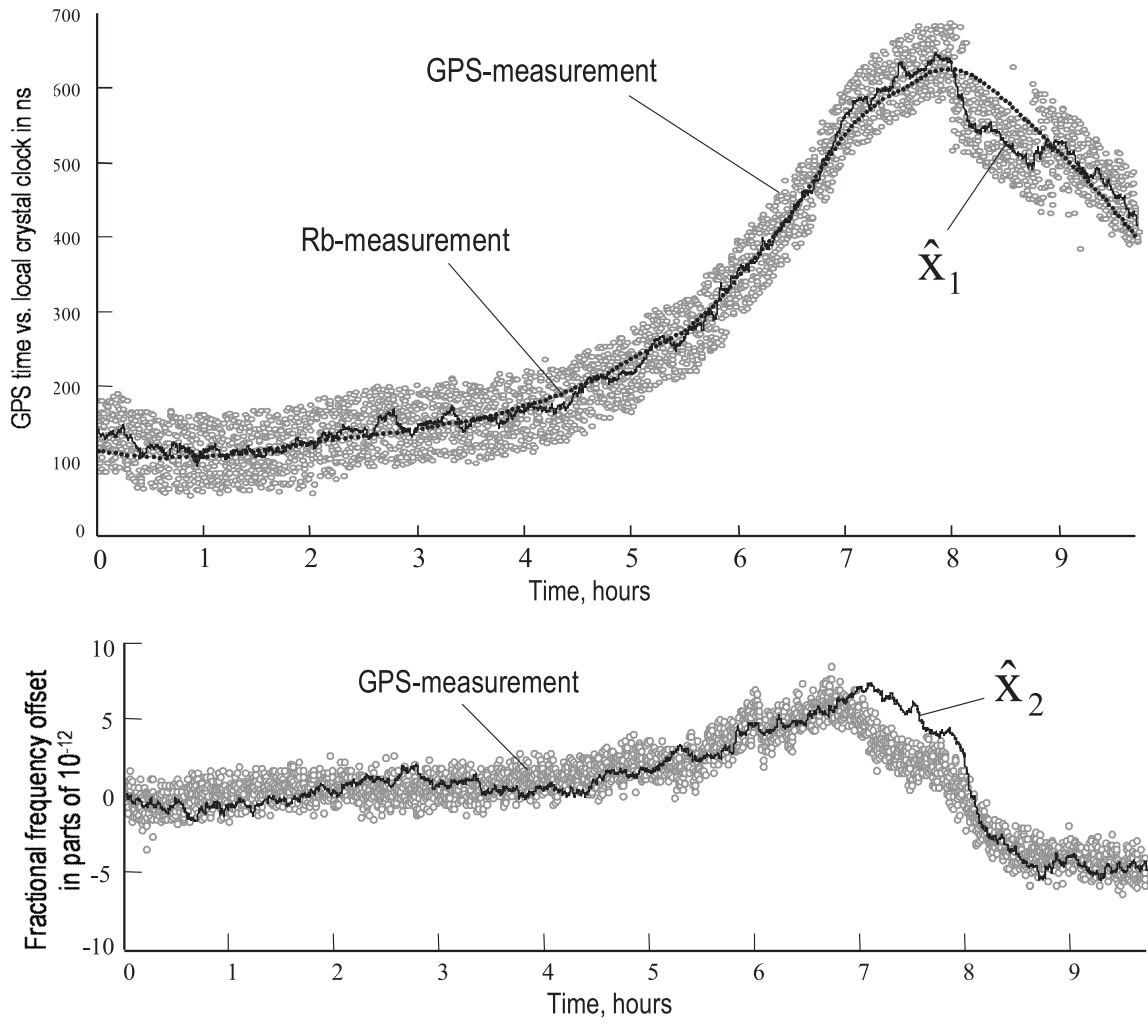 700
600
500
400
300
200
100
0
GPS time vs. local crystal clock in ns
GPS-measurement
Rb-measurement
x̂₁
0 1 2 3 4 5 6 7 8 9
Time, hours
10
5
0
-5
-10
Fractional frequency offset
in parts of 10⁻¹²
GPS-measurement
x̂₂
0 1 2 3 4 5 6 7 8 9
Time, hours